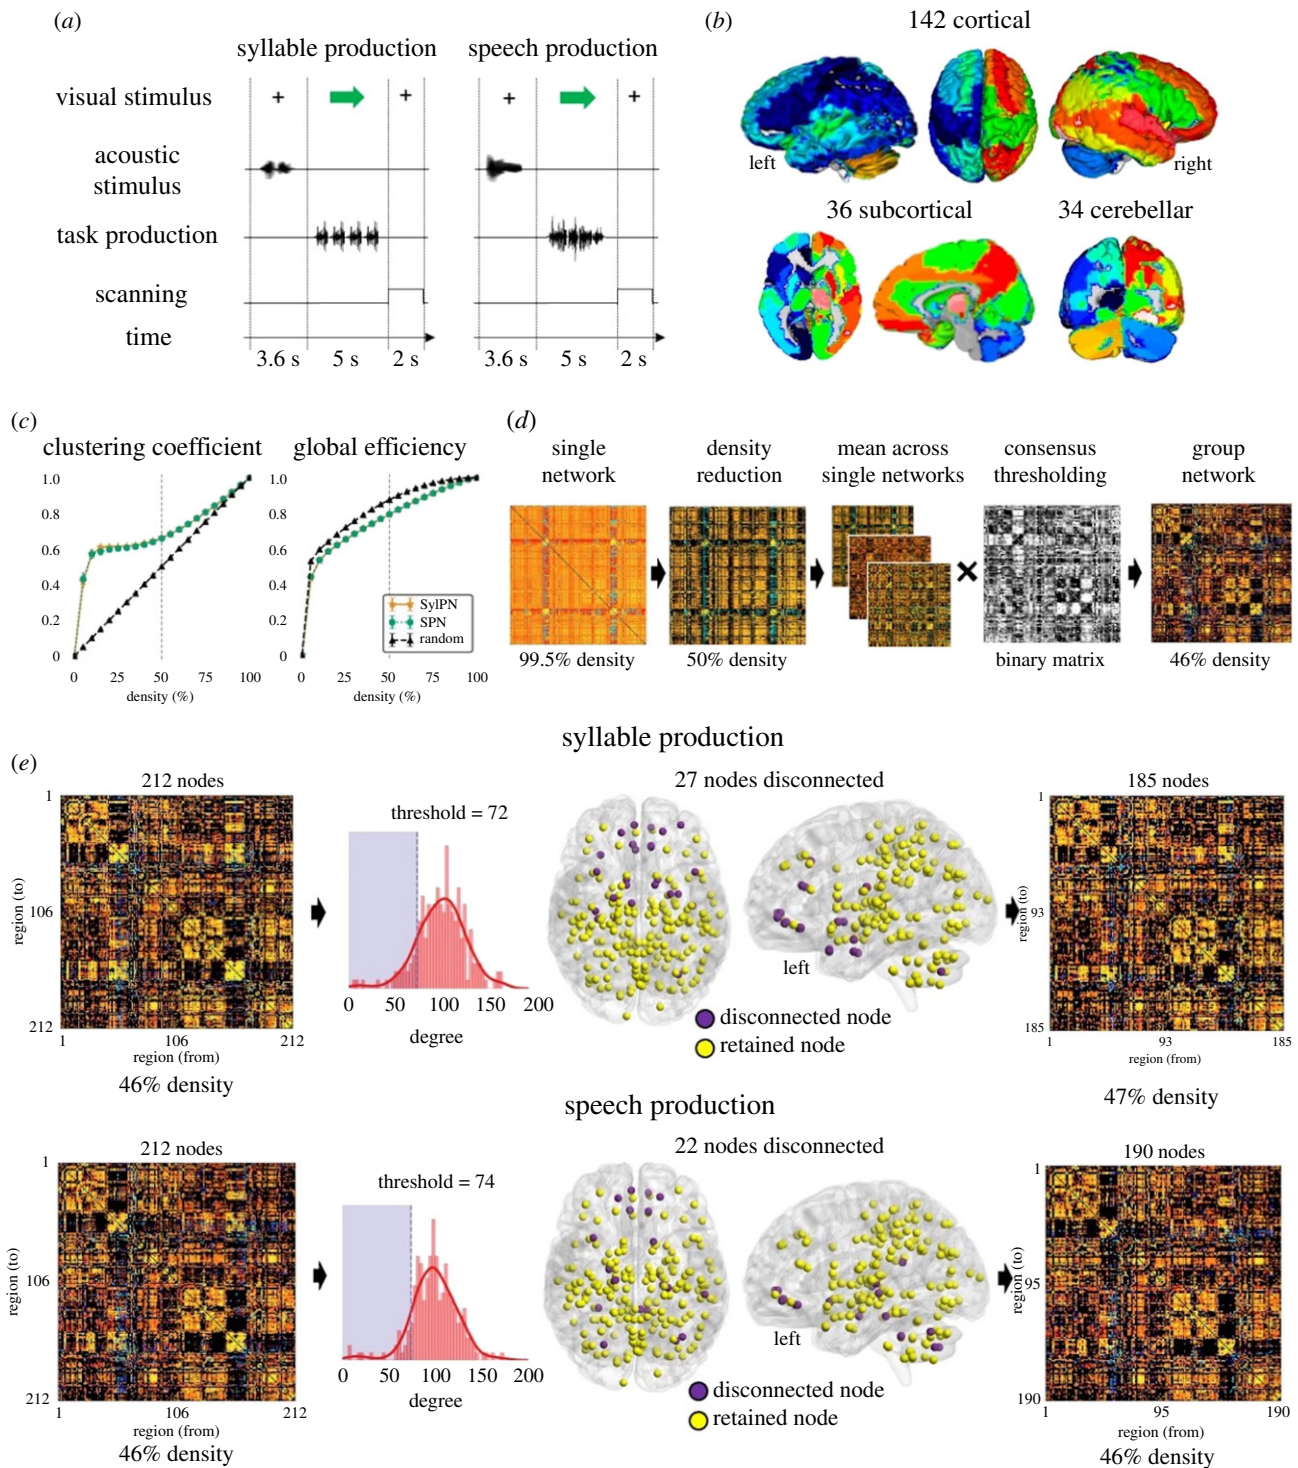 (a)
syllable production
speech production
visual stimulus
+
+
+
+
acoustic
stimulus
task production
scanning
time
3.6 s
5 s
2 s
3.6 s
5 s
2 s
(b)
142 cortical
left
right
36 subcortical
34 cerebellar
(c)
clustering coefficient
global efficiency
1.0
0.8
0.6
0.4
0.2
0
0
25
50
75
100
density (%)
1.0
0.8
0.6
0.4
0.2
0
0
25
50
75
100
density (%)
SylPN
SPN
random
(d)
single
network
density
reduction
mean across
single networks
consensus
thresholding
group
network
99.5% density
50% density
binary matrix
46% density
syllable production
(e)
212 nodes
1
106
212
region (to)
1
106
212
region (from)
46% density
threshold = 72
0
50
100
150
200
degree
27 nodes disconnected
left
disconnected node
retained node
185 nodes
1
93
185
region (to)
1
93
185
region (from)
47% density
speech production
212 nodes
1
106
212
region (to)
1
106
212
region (from)
46% density
threshold = 74
0
50
100
150
200
degree
22 nodes disconnected
left
disconnected node
retained node
190 nodes
1
95
190
region (to)
1
95
190
region (from)
46% density